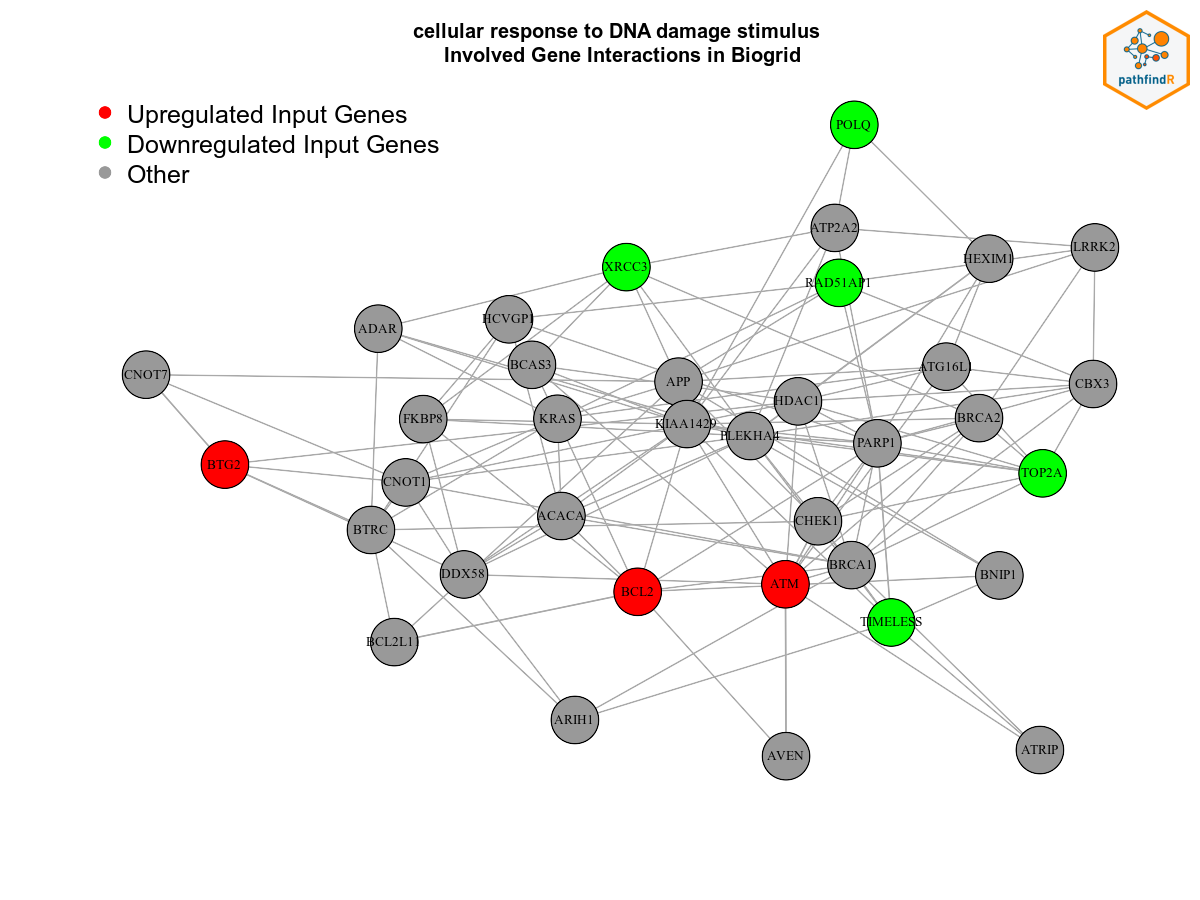 cellular response to DNA damage stimulus
Involved Gene Interactions in Biogrid
pathfindR
Upregulated Input Genes
Downregulated Input Genes
Other
POLQ
ATP2A2
LRRK2
HEXIM1
XRCC3
RAD51AP1
HCVGP1
ADAR
BCAS3
ATG16L1
CNOT7
APP
CBX3
HDAC1
FKBP8
KRAS
KIAA1429
BRCA2
PLEKHA4
PARP1
BTG2
TOP2A
CNOT1
ACACA
CHEK1
BTRC
BRCA1
DDX58
BNIP1
ATM
BCL2
TIMELESS
BCL2L11
ARIH1
ATRIP
AVEN